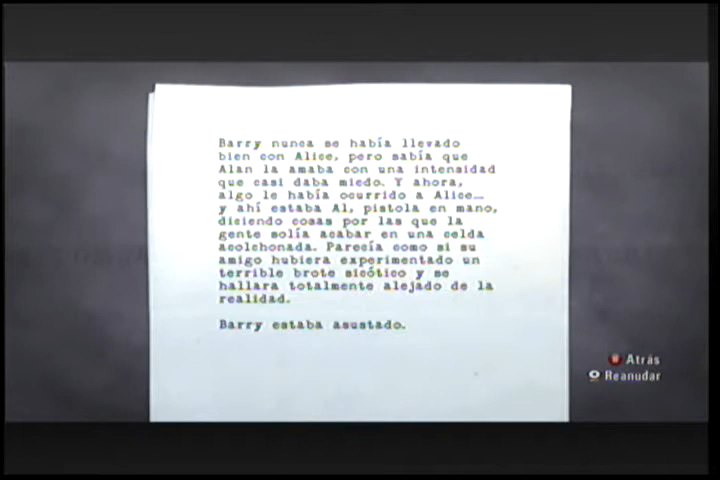 Barry nunca se había llevado
bien con Alice, pero sabía que
Alan la amaba con una intensidad
que casi daba miedo. Y ahora,
algo le había ocurrido a Alice…
y ahí estaba Al, pistola en mano,
diciendo cosas por las que la
gente solía acabar en una celda
acolchonada. Parecía como si su
amigo hubiera experimentado un
terrible brote sicótico y se
hallara totalmente alejado de la
realidad.
Barry estaba asustado.
Atrás
Reanudar